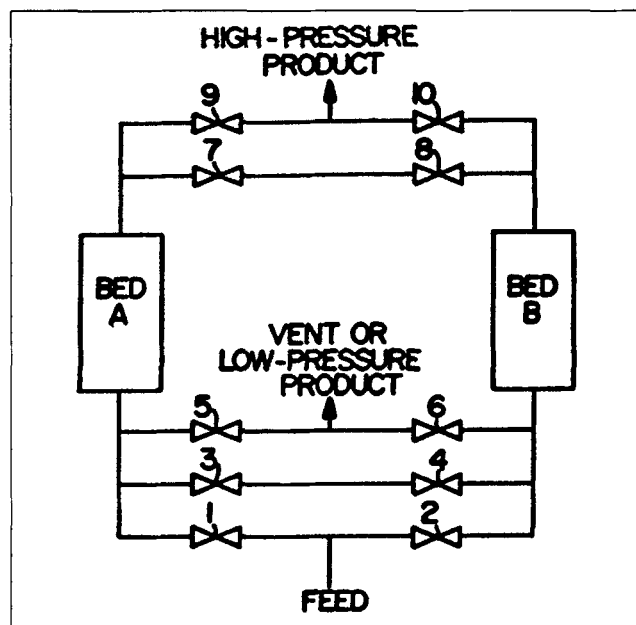 HIGH-PRESSURE
PRODUCT
9
10
7
8
BED
A
BED
B
VENT OR
LOW-PRESSURE
PRODUCT
5
6
3
4
1
2
FEED